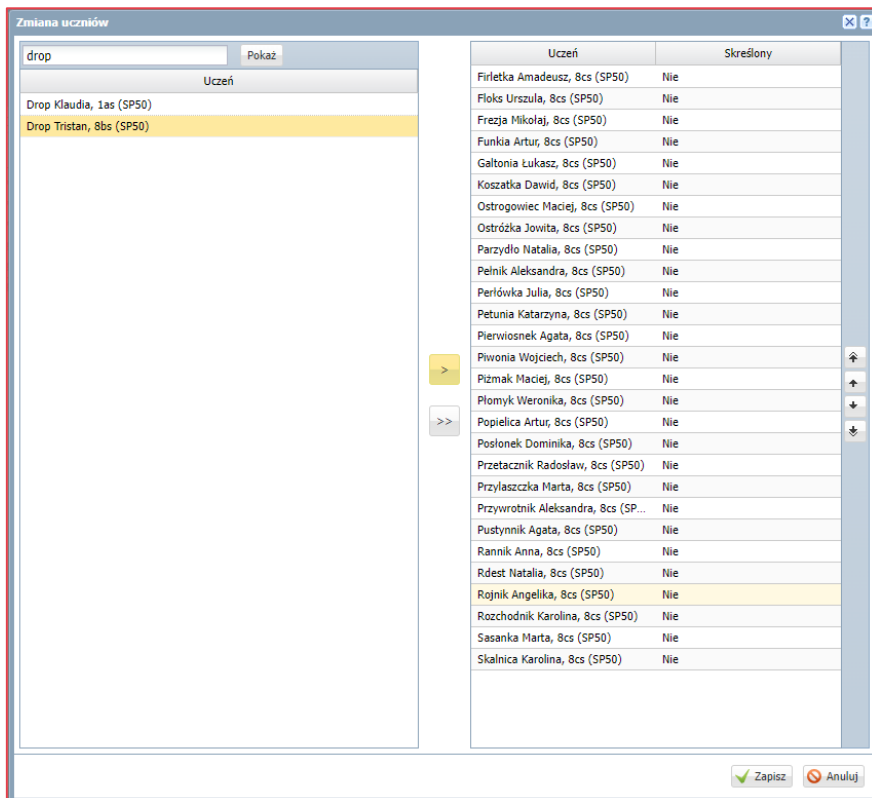 Zmiana uczniów
drop Pokaż
Uczeń
Drop Klaudia, 1as (SP50)
Drop Tristan, 8bs (SP50)
>
>>
Uczeń Skreślony
Firletka Amadeusz, 8cs (SP50) Nie
Floks Urszula, 8cs (SP50) Nie
Frezja Mikołaj, 8cs (SP50) Nie
Funkia Artur, 8cs (SP50) Nie
Galtonia Łukasz, 8cs (SP50) Nie
Koszatka Dawid, 8cs (SP50) Nie
Ostrogowiec Maciej, 8cs (SP50) Nie
Ostróżka Jowita, 8cs (SP50) Nie
Parzydło Natalia, 8cs (SP50) Nie
Pełnik Aleksandra, 8cs (SP50) Nie
Perłówka Julia, 8cs (SP50) Nie
Petunia Katarzyna, 8cs (SP50) Nie
Pierwiosnek Agata, 8cs (SP50) Nie
Piwonia Wojciech, 8cs (SP50) Nie
Piżmak Maciej, 8cs (SP50) Nie
Płomyk Weronika, 8cs (SP50) Nie
Popielica Artur, 8cs (SP50) Nie
Posłonek Dominika, 8cs (SP50) Nie
Przetacznik Radosław, 8cs (SP50) Nie
Przylaszczka Marta, 8cs (SP50) Nie
Przywrotnik Aleksandra, 8cs (SP... Nie
Pustynnik Agata, 8cs (SP50) Nie
Rannik Anna, 8cs (SP50) Nie
Rdest Natalia, 8cs (SP50) Nie
Rojnik Angelika, 8cs (SP50) Nie
Rozchodnik Karolina, 8cs (SP50) Nie
Sasanka Marta, 8cs (SP50) Nie
Skalnica Karolina, 8cs (SP50) Nie
Zapisz Anuluj